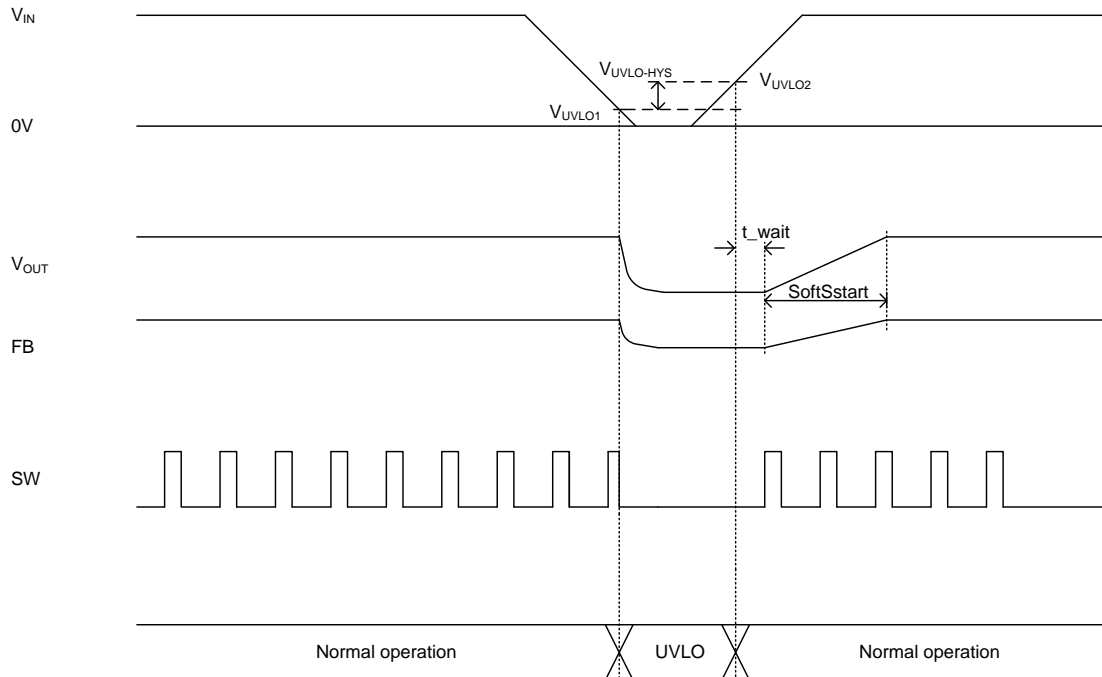 VIN
VUVLO-HYS
VUVLO2
VUVLO1
0V
t_wait
VOUT
SoftSstart
FB
SW
Normal operation
UVLO
Normal operation